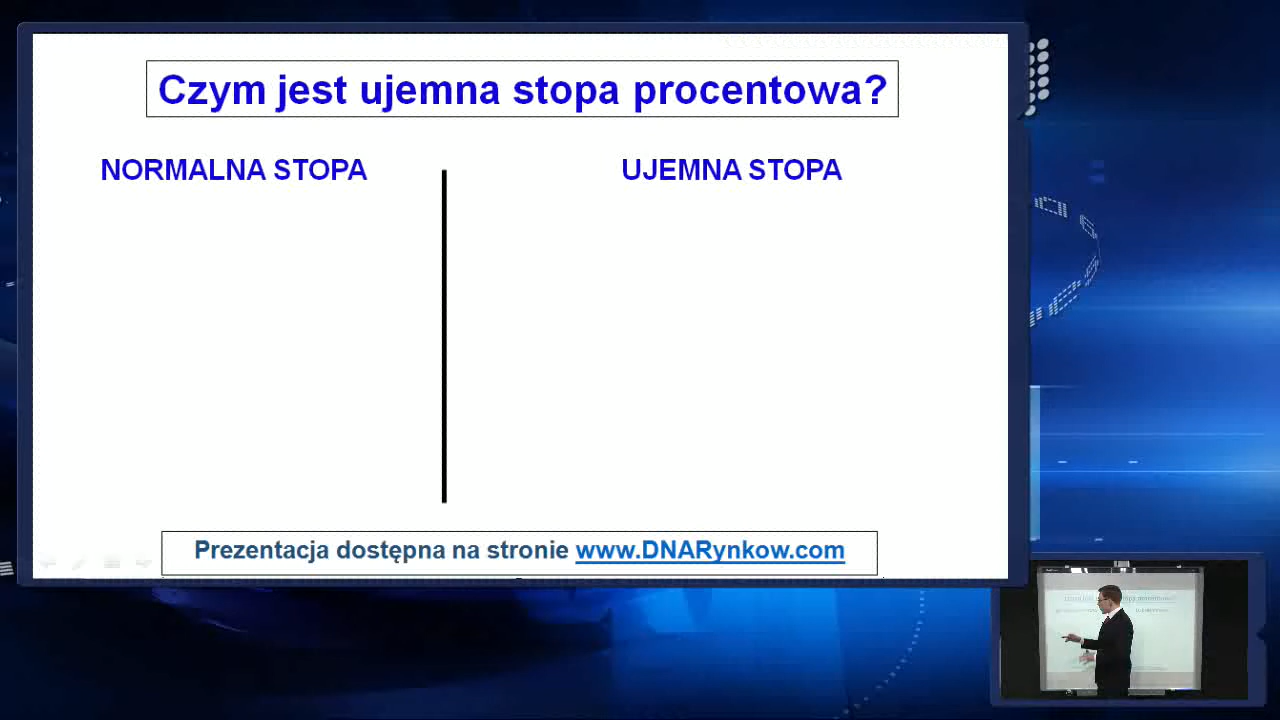 Czym jest ujemna stopa procentowa?
NORMALNA STOPA
UJEMNA STOPA
Prezentacja dostępna na stronie www.DNARynkow.com